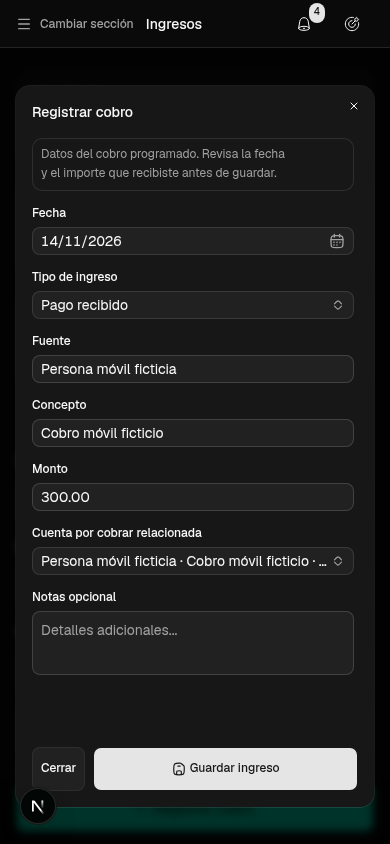 Cambiar sección Ingresos 4
Registrar cobro
Datos del cobro programado. Revisa la fecha
y el importe que recibiste antes de guardar.
Fecha
14/11/2026
Tipo de ingreso
Pago recibido
Fuente
Persona móvil ficticia
Concepto
Cobro móvil ficticio
Monto
300.00
Cuenta por cobrar relacionada
Persona móvil ficticia · Cobro móvil ficticio · ...
Notas opcional
Detalles adicionales...
Cerrar Guardar ingreso
N